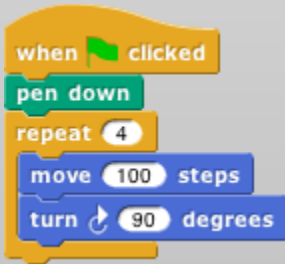 when clicked
pen down
repeat 4
move 100 steps
turn 90 degrees